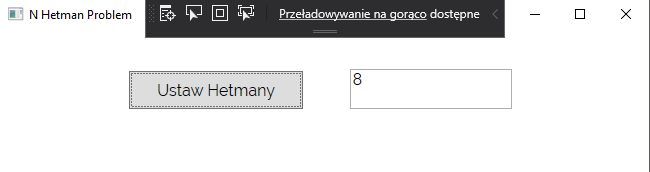 N Hetman Problem
Przeładowywanie na gorąco dostępne
Ustaw Hetmany
8